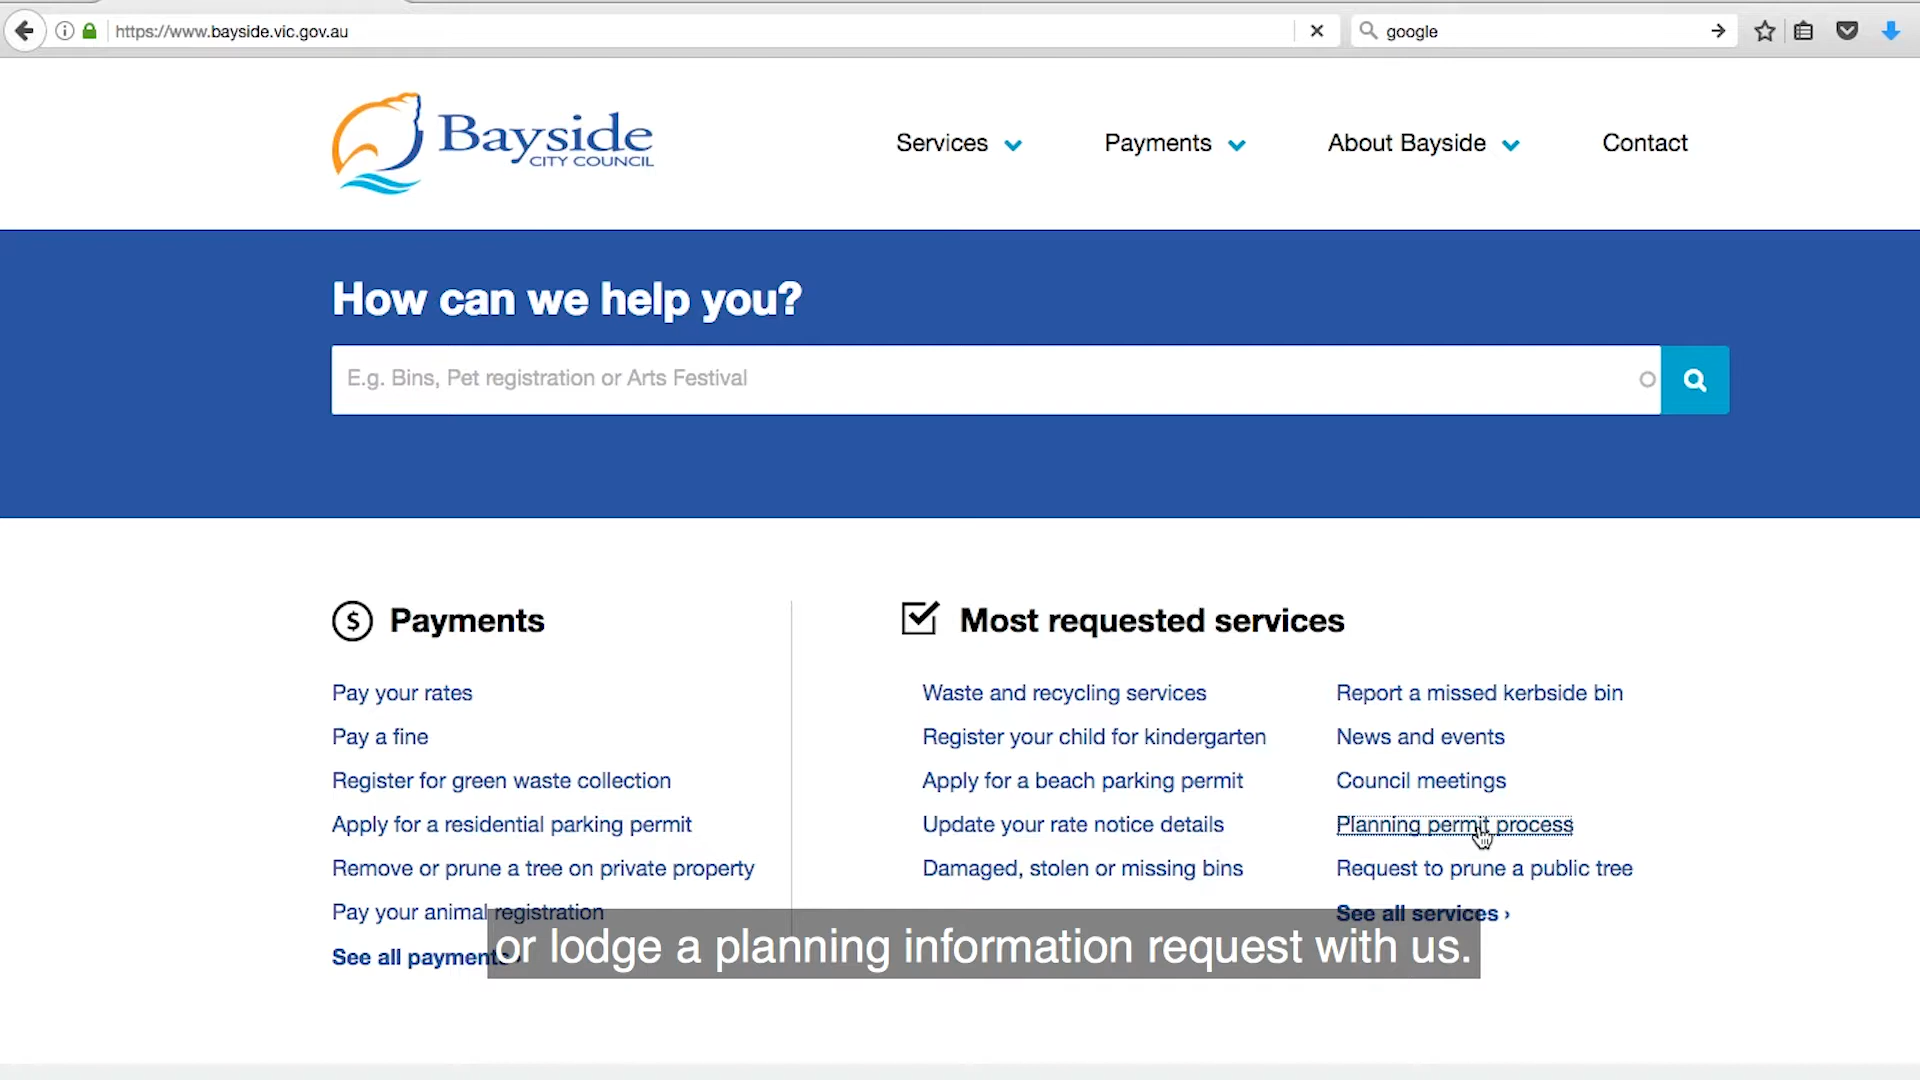 https://www.bayside.vic.gov.au
google
Bayside
CITY COUNCIL
Services
Payments
About Bayside
Contact
How can we help you?
E.g. Bins, Pet registration or Arts Festival
$ Payments
Pay your rates
Pay a fine
Register for green waste collection
Apply for a residential parking permit
Remove or prune a tree on private property
Pay your animal registration
See all payments
Most requested services
Waste and recycling services
Register your child for kindergarten
Apply for a beach parking permit
Update your rate notice details
Damaged, stolen or missing bins
Report a missed kerbside bin
News and events
Council meetings
Planning permit process
Request to prune a public tree
See all services ›
or lodge a planning information request with us.